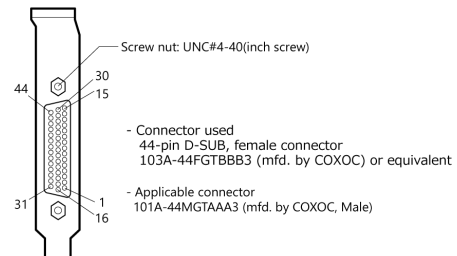 Screw nut: UNC#4-40(inch screw)
30
44
15
- Connector used
44-pin D-SUB, female connector
103A-44FGTBBB3 (mfd. by COXOC) or equivalent
- Applicable connector
101A-44MGTAAA3 (mfd. by COXOC, Male)
31
1
16